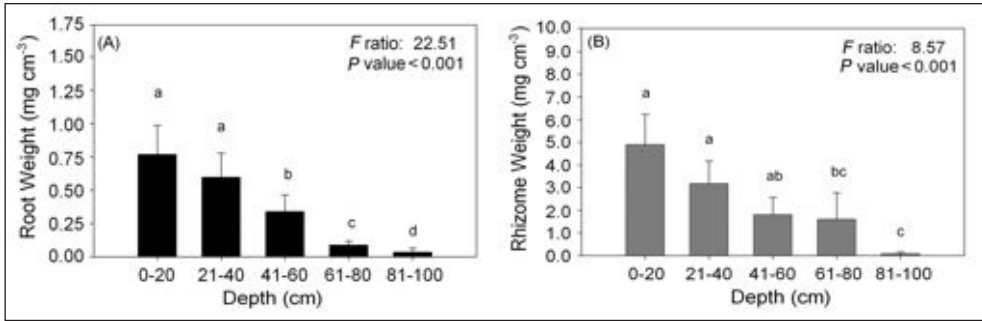 (A)
F ratio: 22.51
P value<0.001
Root Weight (mg cm⁻³)
1.75
1.50
1.25
1.00
0.75
0.50
0.25
0.00
a
a
b
c
d
0-20 21-40 41-60 61-80 81-100
Depth (cm)
(B)
F ratio: 8.57
P value<0.001
Rhizome Weight (mg cm⁻³)
10.0
9.0
8.0
7.0
6.0
5.0
4.0
3.0
2.0
1.0
0.0
a
a
ab
bc
c
0-20 21-40 41-60 61-80 81-100
Depth (cm)